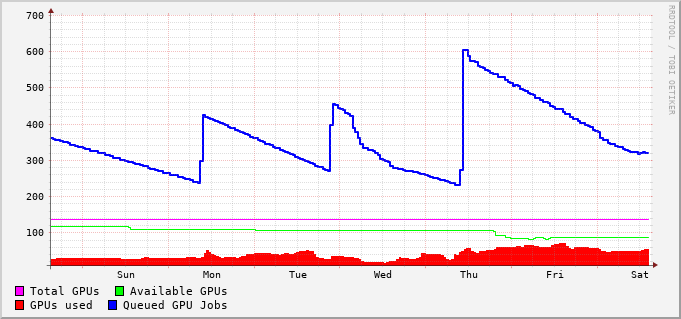 700
600
500
400
300
200
100
Sun Mon Tue Wed Thu Fri Sat
Total GPUs Available GPUs
GPUs used Queued GPU Jobs
RRDTOOL / TOBI OETIKER